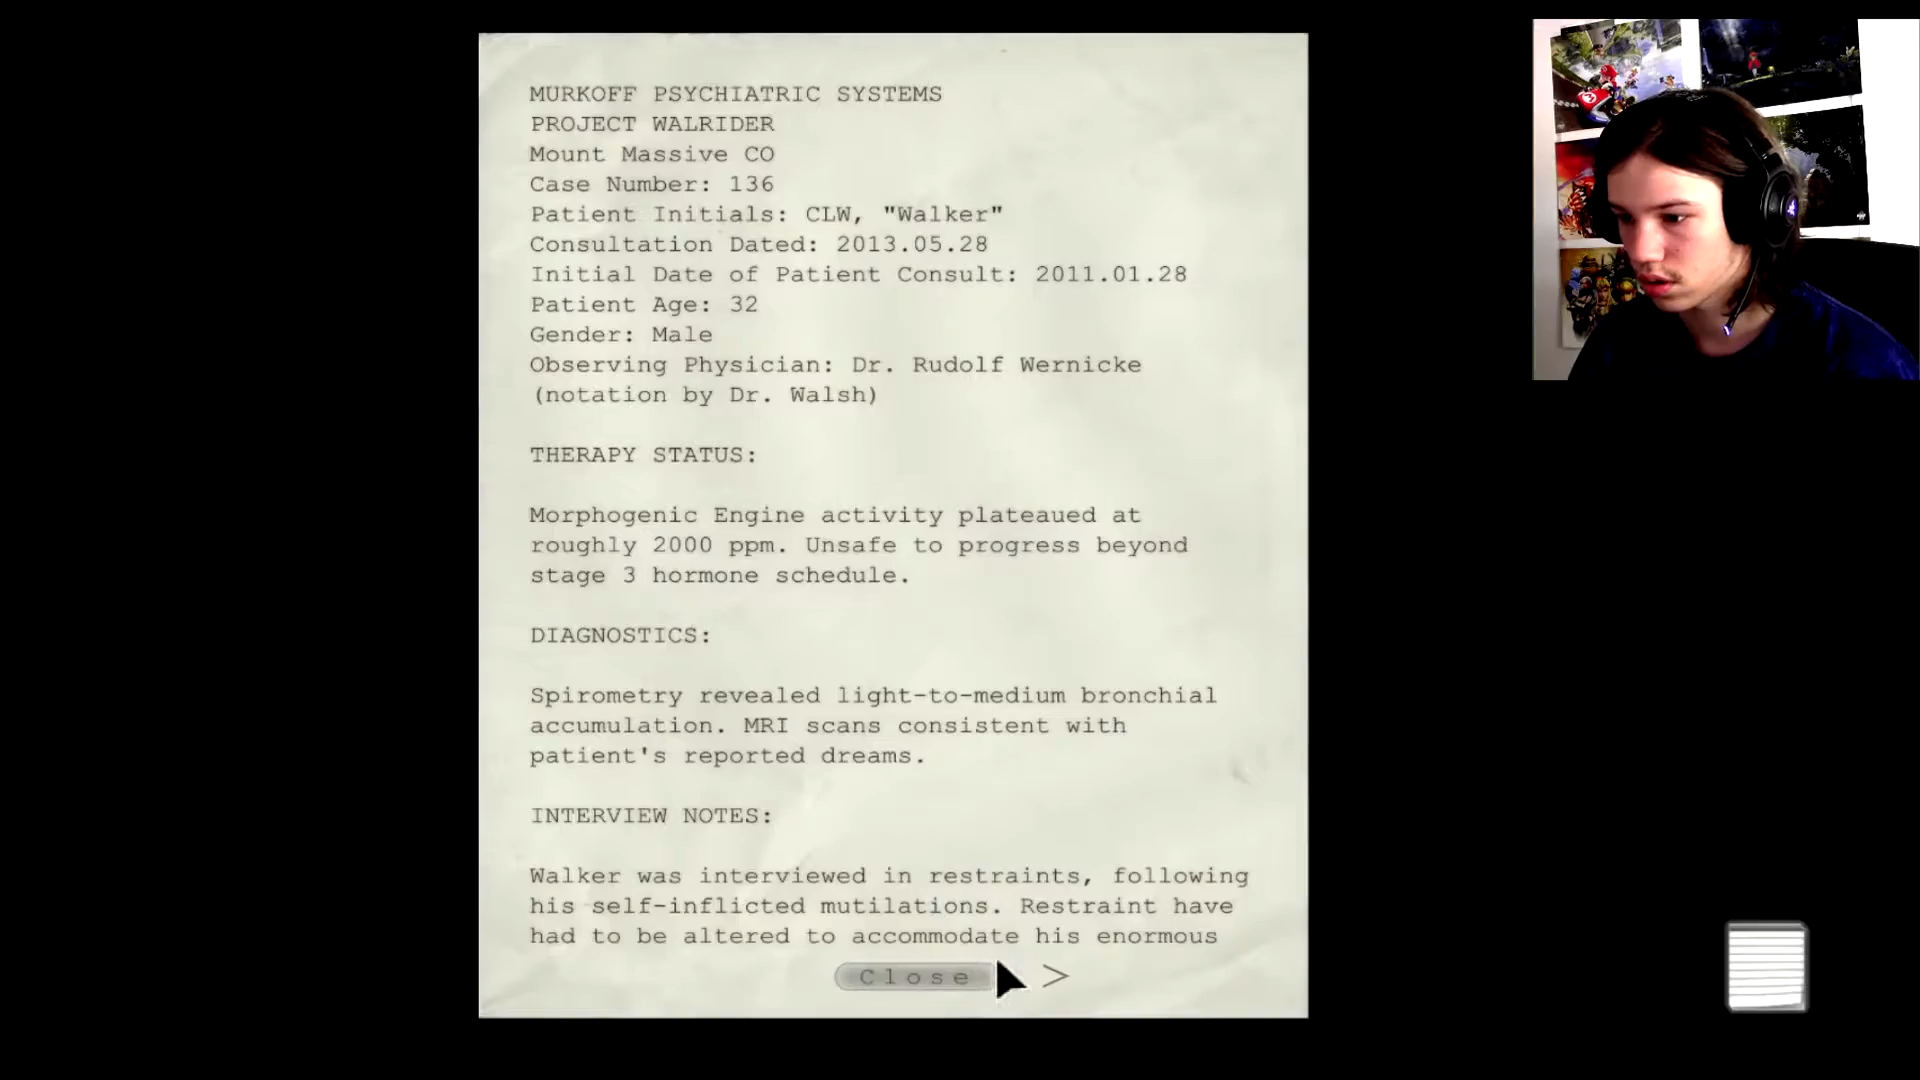 MURKOFF PSYCHIATRIC SYSTEMS
PROJECT WALRIDER
Mount Massive CO
Case Number: 136
Patient Initials: CLW, "Walker"
Consultation Dated: 2013.05.28
Initial Date of Patient Consult: 2011.01.28
Patient Age: 32
Gender: Male
Observing Physician: Dr. Rudolf Wernicke
(notation by Dr. Walsh)
THERAPY STATUS:
Morphogenic Engine activity plateaued at
roughly 2000 ppm. Unsafe to progress beyond
stage 3 hormone schedule.
DIAGNOSTICS:
Spirometry revealed light-to-medium bronchial
accumulation. MRI scans consistent with
patient's reported dreams.
INTERVIEW NOTES:
Walker was interviewed in restraints, following
his self-inflicted mutilations. Restraint have
had to be altered to accommodate his enormous
Close >